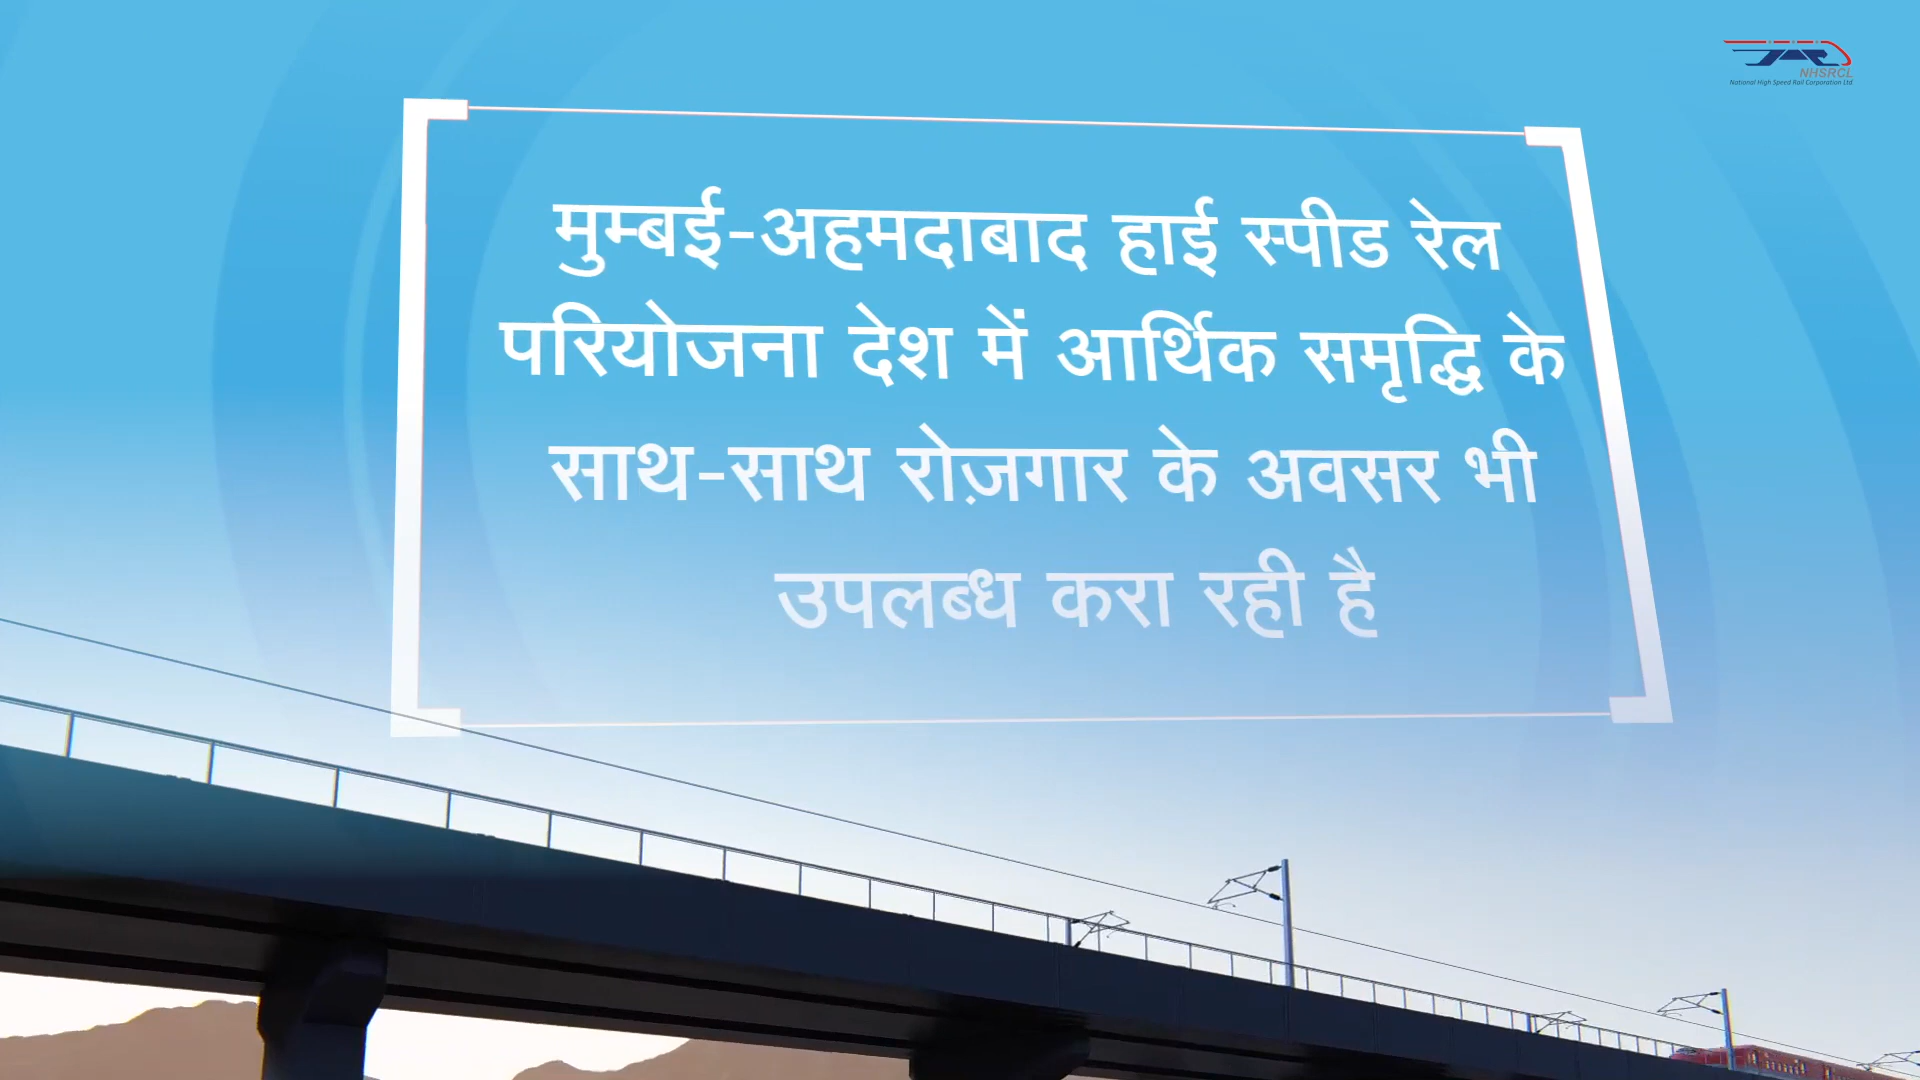 NHSRCL
National High Speed Rail Corporation Ltd
मुम्बई-अहमदाबाद हाई स्पीड रेल
परियोजना देश में आर्थिक समृद्धि के
साथ-साथ रोज़गार के अवसर भी
उपलब्ध करा रही है